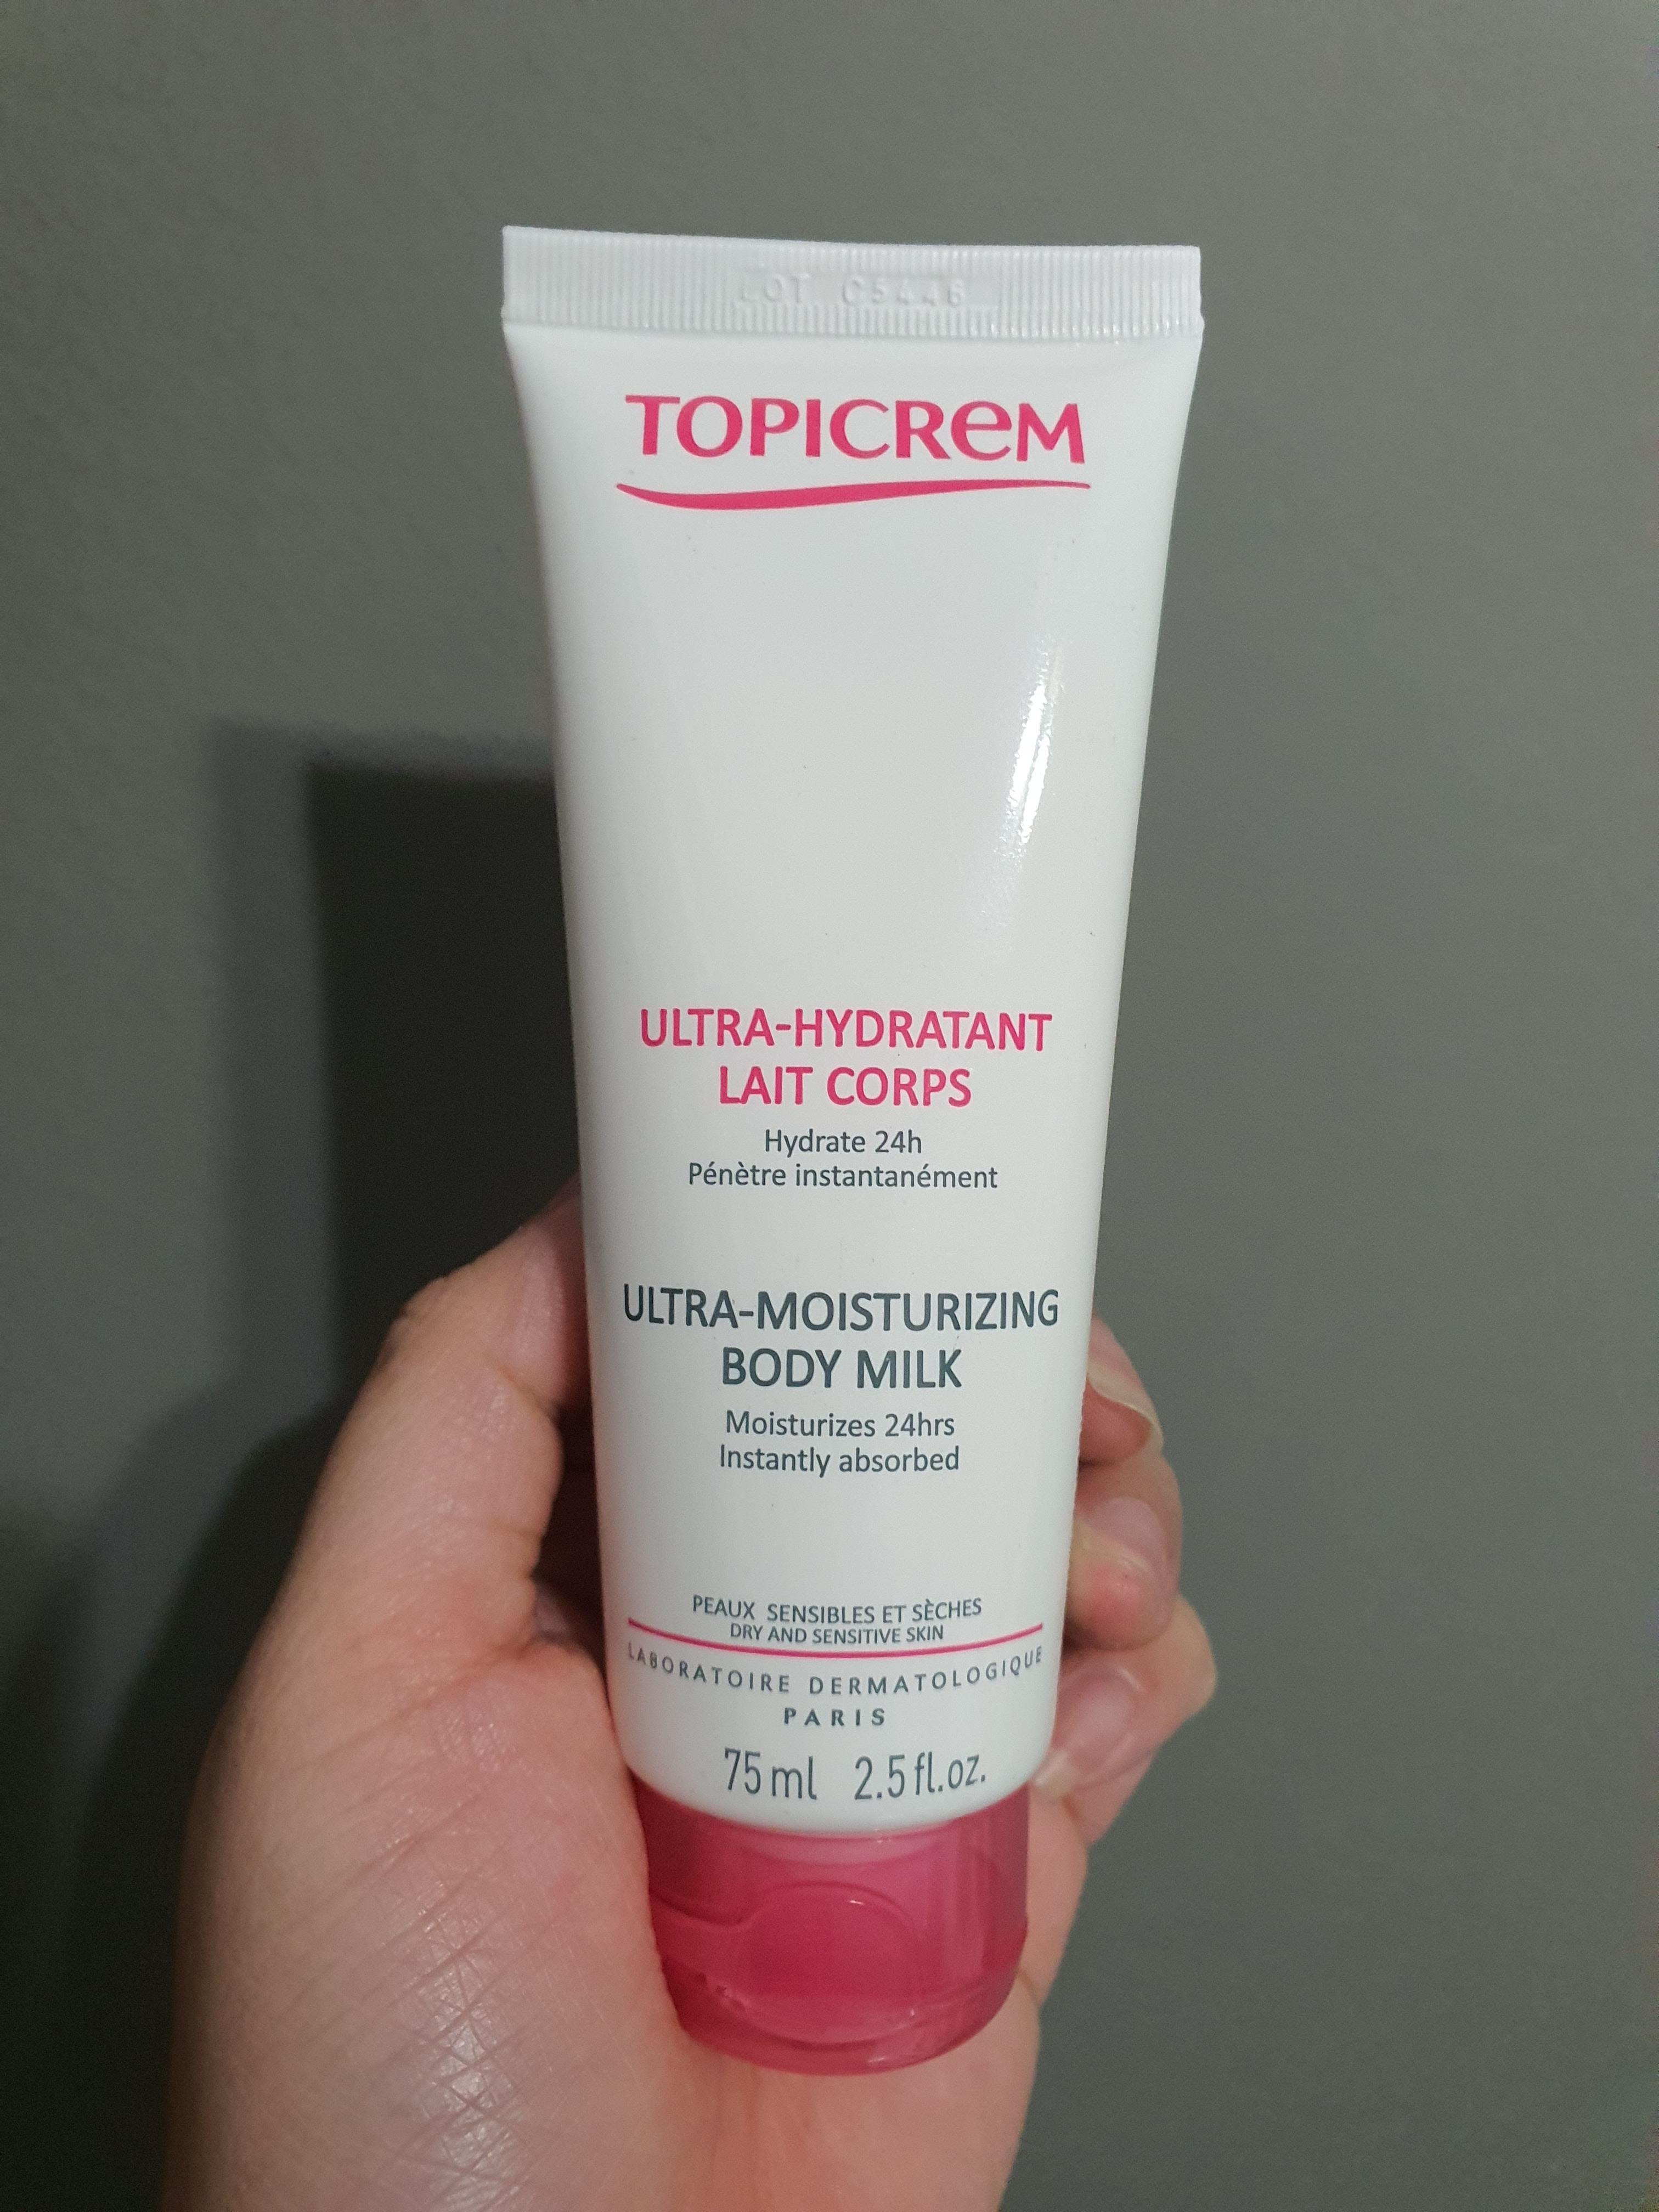 LOT C5446
TOPICREM
ULTRA-HYDRATANT
LAIT CORPS
Hydrate 24h
Pénètre instantanément
ULTRA-MOISTURIZING
BODY MILK
Moisturizes 24hrs
Instantly absorbed
PEAUX SENSIBLES ET SÈCHES
DRY AND SENSITIVE SKIN
LABORATOIRE DERMATOLOGIQUE
PARIS
75ml 2.5fl.oz.